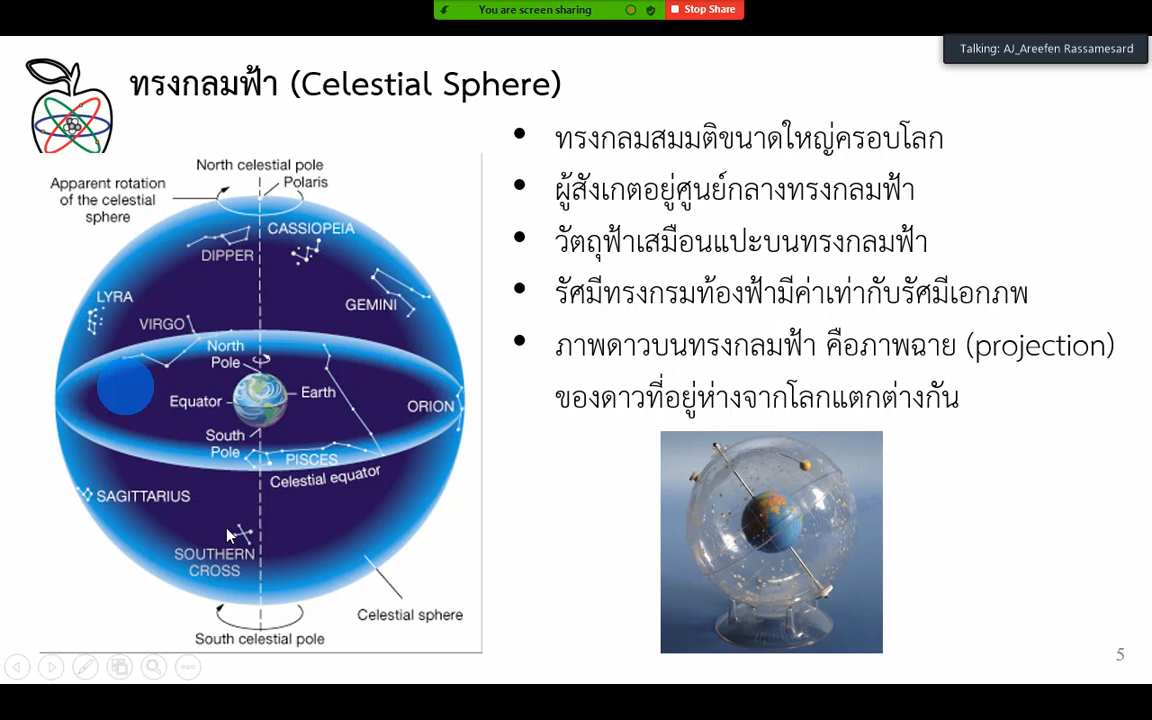 You are screen sharing
Stop Share
Talking: AJ_Areefen Rassamesard
ทรงกลมฟ้า (Celestial Sphere)
North celestial pole
Polaris
Apparent rotation
of the celestial
sphere
CASSIOPEIA
DIPPER
GEMINI
LYRA
VIRGO
North
Pole
Earth
Equator
ORION
South
Pole
PISCES
Celestial equator
SAGITTARIUS
SOUTHERN
CROSS
Celestial sphere
South celestial pole
• ทรงกลมสมมติขนาดใหญ่ครอบโลก
• ผู้สังเกตอยู่ศูนย์กลางทรงกลมฟ้า
• วัตถุฟ้าเสมือนแปะบนทรงกลมฟ้า
• รัศมีทรงกรมท้องฟ้ามีค่าเท่ากับรัศมีเอกภพ
• ภาพดาวบนทรงกลมฟ้า คือภาพฉาย (projection)
ของดาวที่อยู่ห่างจากโลกแตกต่างกัน
5